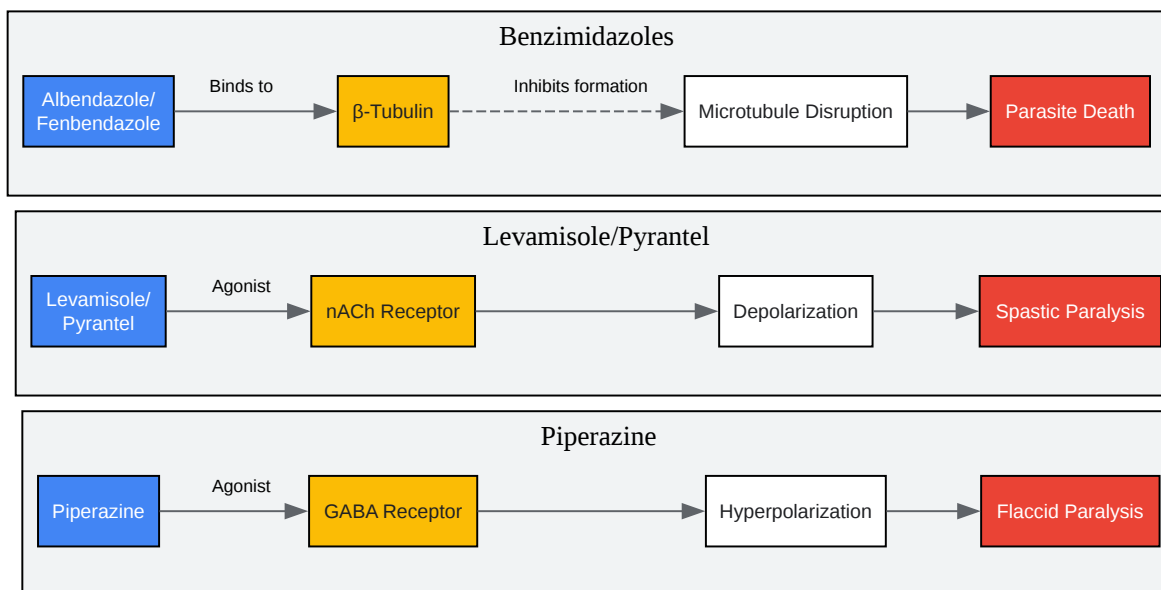 Benzimidazoles
Albendazole/
Fenbendazole
Binds to
β-Tubulin
Inhibits formation
Microtubule Disruption
Parasite Death
Levamisole/Pyrantel
Levamisole/
Pyrantel
Agonist
nACh Receptor
Depolarization
Spastic Paralysis
Piperazine
Piperazine
Agonist
GABA Receptor
Hyperpolarization
Flaccid Paralysis